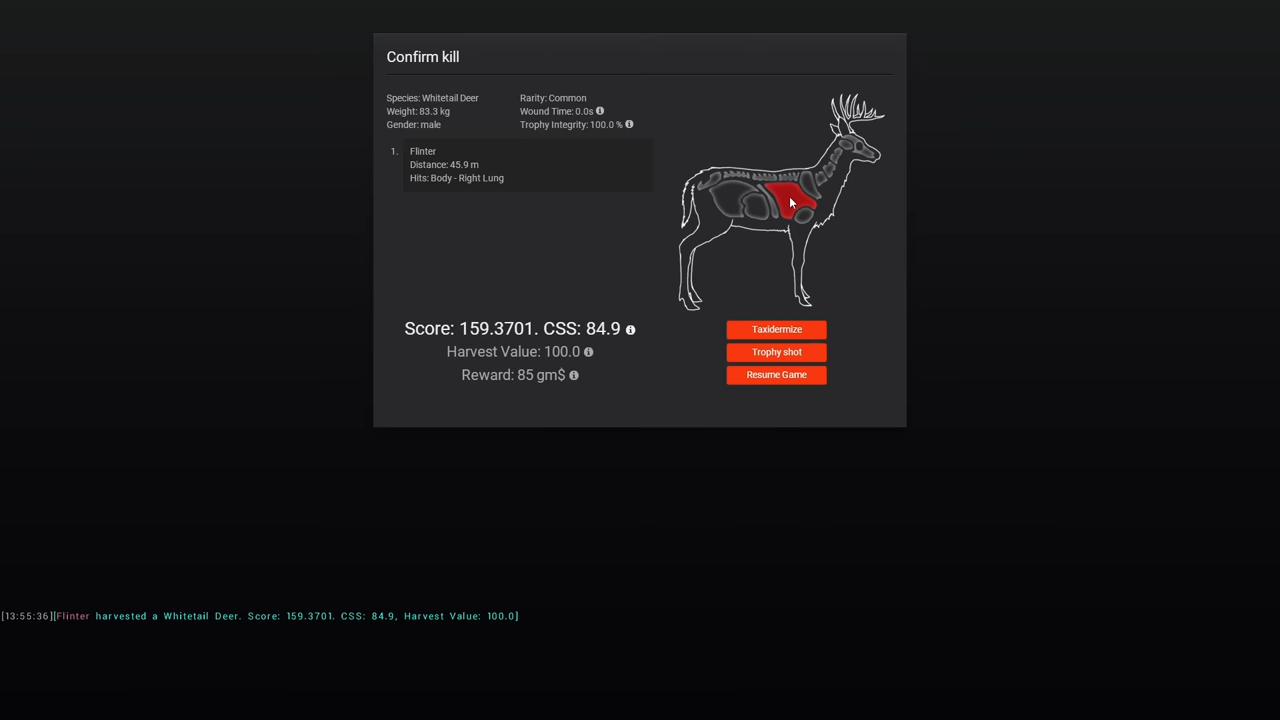 Confirm kill
Species: Whitetail Deer
Weight: 83.3 kg
Gender: male
Rarity: Common
Wound Time: 0.0s
Trophy Integrity: 100.0 %
1. Flinter
Distance: 45.9 m
Hits: Body - Right Lung
Score: 159.3701. CSS: 84.9
Harvest Value: 100.0
Reward: 85 gm$
Taxidermize
Trophy shot
Resume Game
[13:55:36][Flinter harvested a Whitetail Deer. Score: 159.3701. CSS: 84.9, Harvest Value: 100.0]